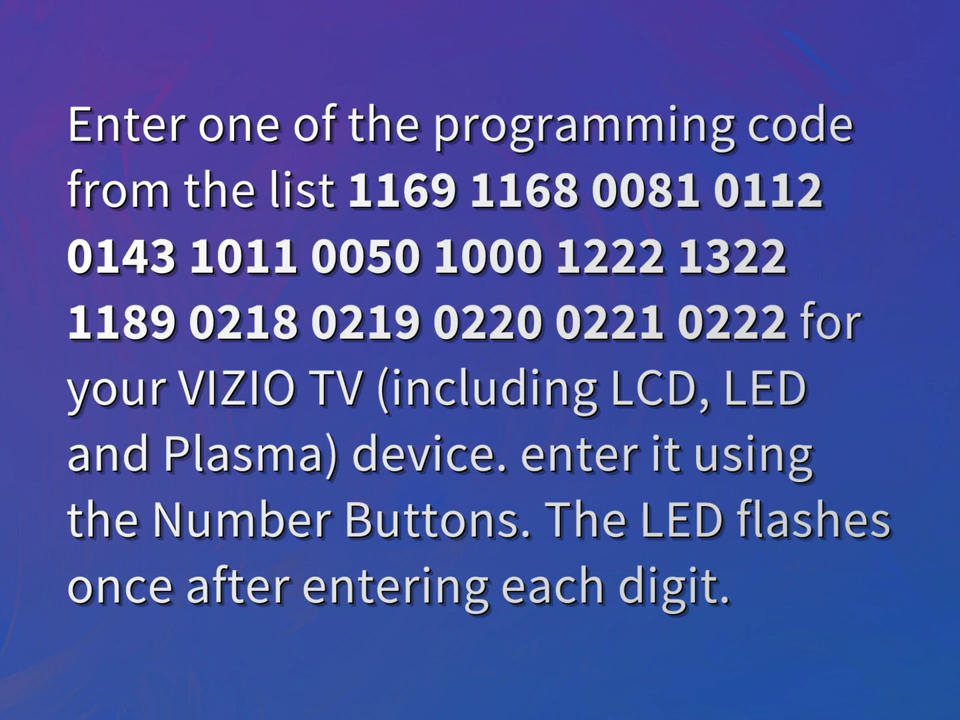 Enter one of the programming code
from the list 1169 1168 0081 0112
0143 1011 0050 1000 1222 1322
1189 0218 0219 0220 0221 0222 for
your VIZIO TV (including LCD, LED
and Plasma) device. enter it using
the Number Buttons. The LED flashes
once after entering each digit.